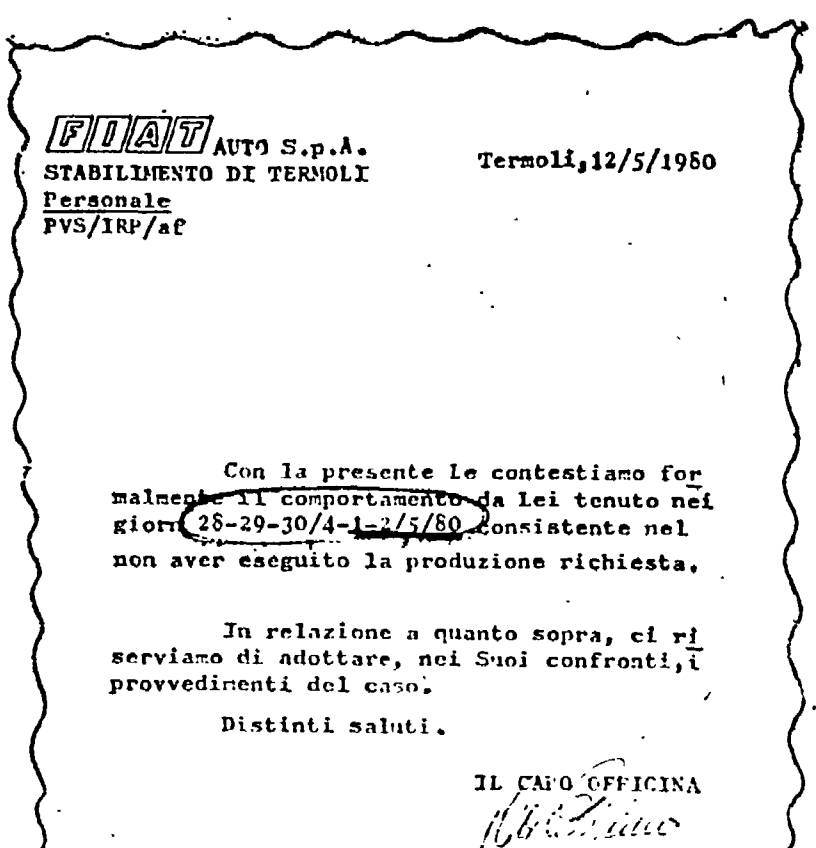 FIAT AUTO S.p.A.
STABILIMENTO DI TERMOLI
Personale
PVS/IRP/af
Termoli,12/5/1980
Con la presente Le contestiamo for
malmente il comportamento da Lei tenuto nei
giorni 28-29-30/4-1-2/5/80 consistente nel
non aver eseguito la produzione richiesta.
In relazione a quanto sopra, ci ri
serviamo di adottare, nei Suoi confronti,i
provvedimenti del caso.
Distinti saluti.
IL CAPO OFFICINA